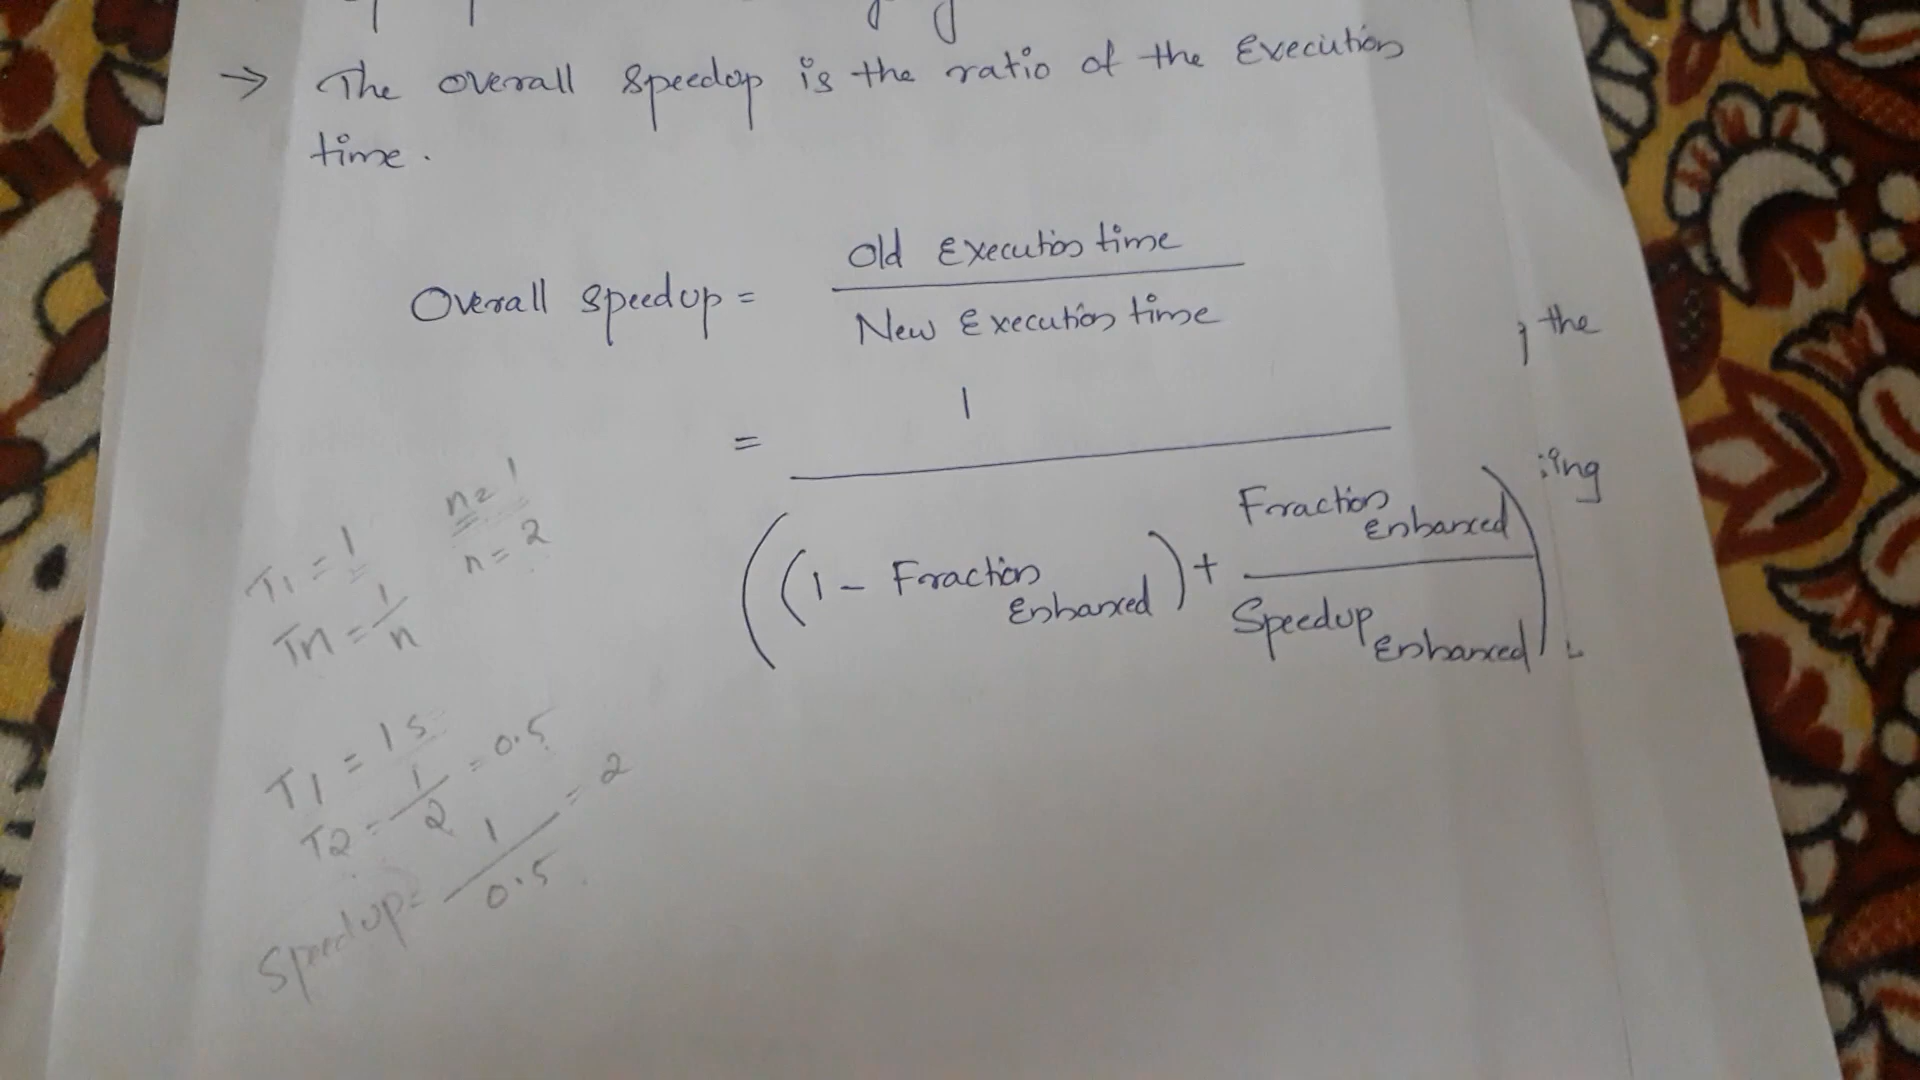 → The overall speedup is the ratio of the Execution
time.
Overall speedup = Old Execution time / New Execution time
= 1 / ((1 - Fraction Enhanced) + Fraction Enhanced / Speedup Enhanced)
; the
ing
n = 1
n = 2
T1 = 1
Tn = 1/n
T1 = 1s
T2 = 1/2 = 0.5
Speedup = 1/0.5 = 2